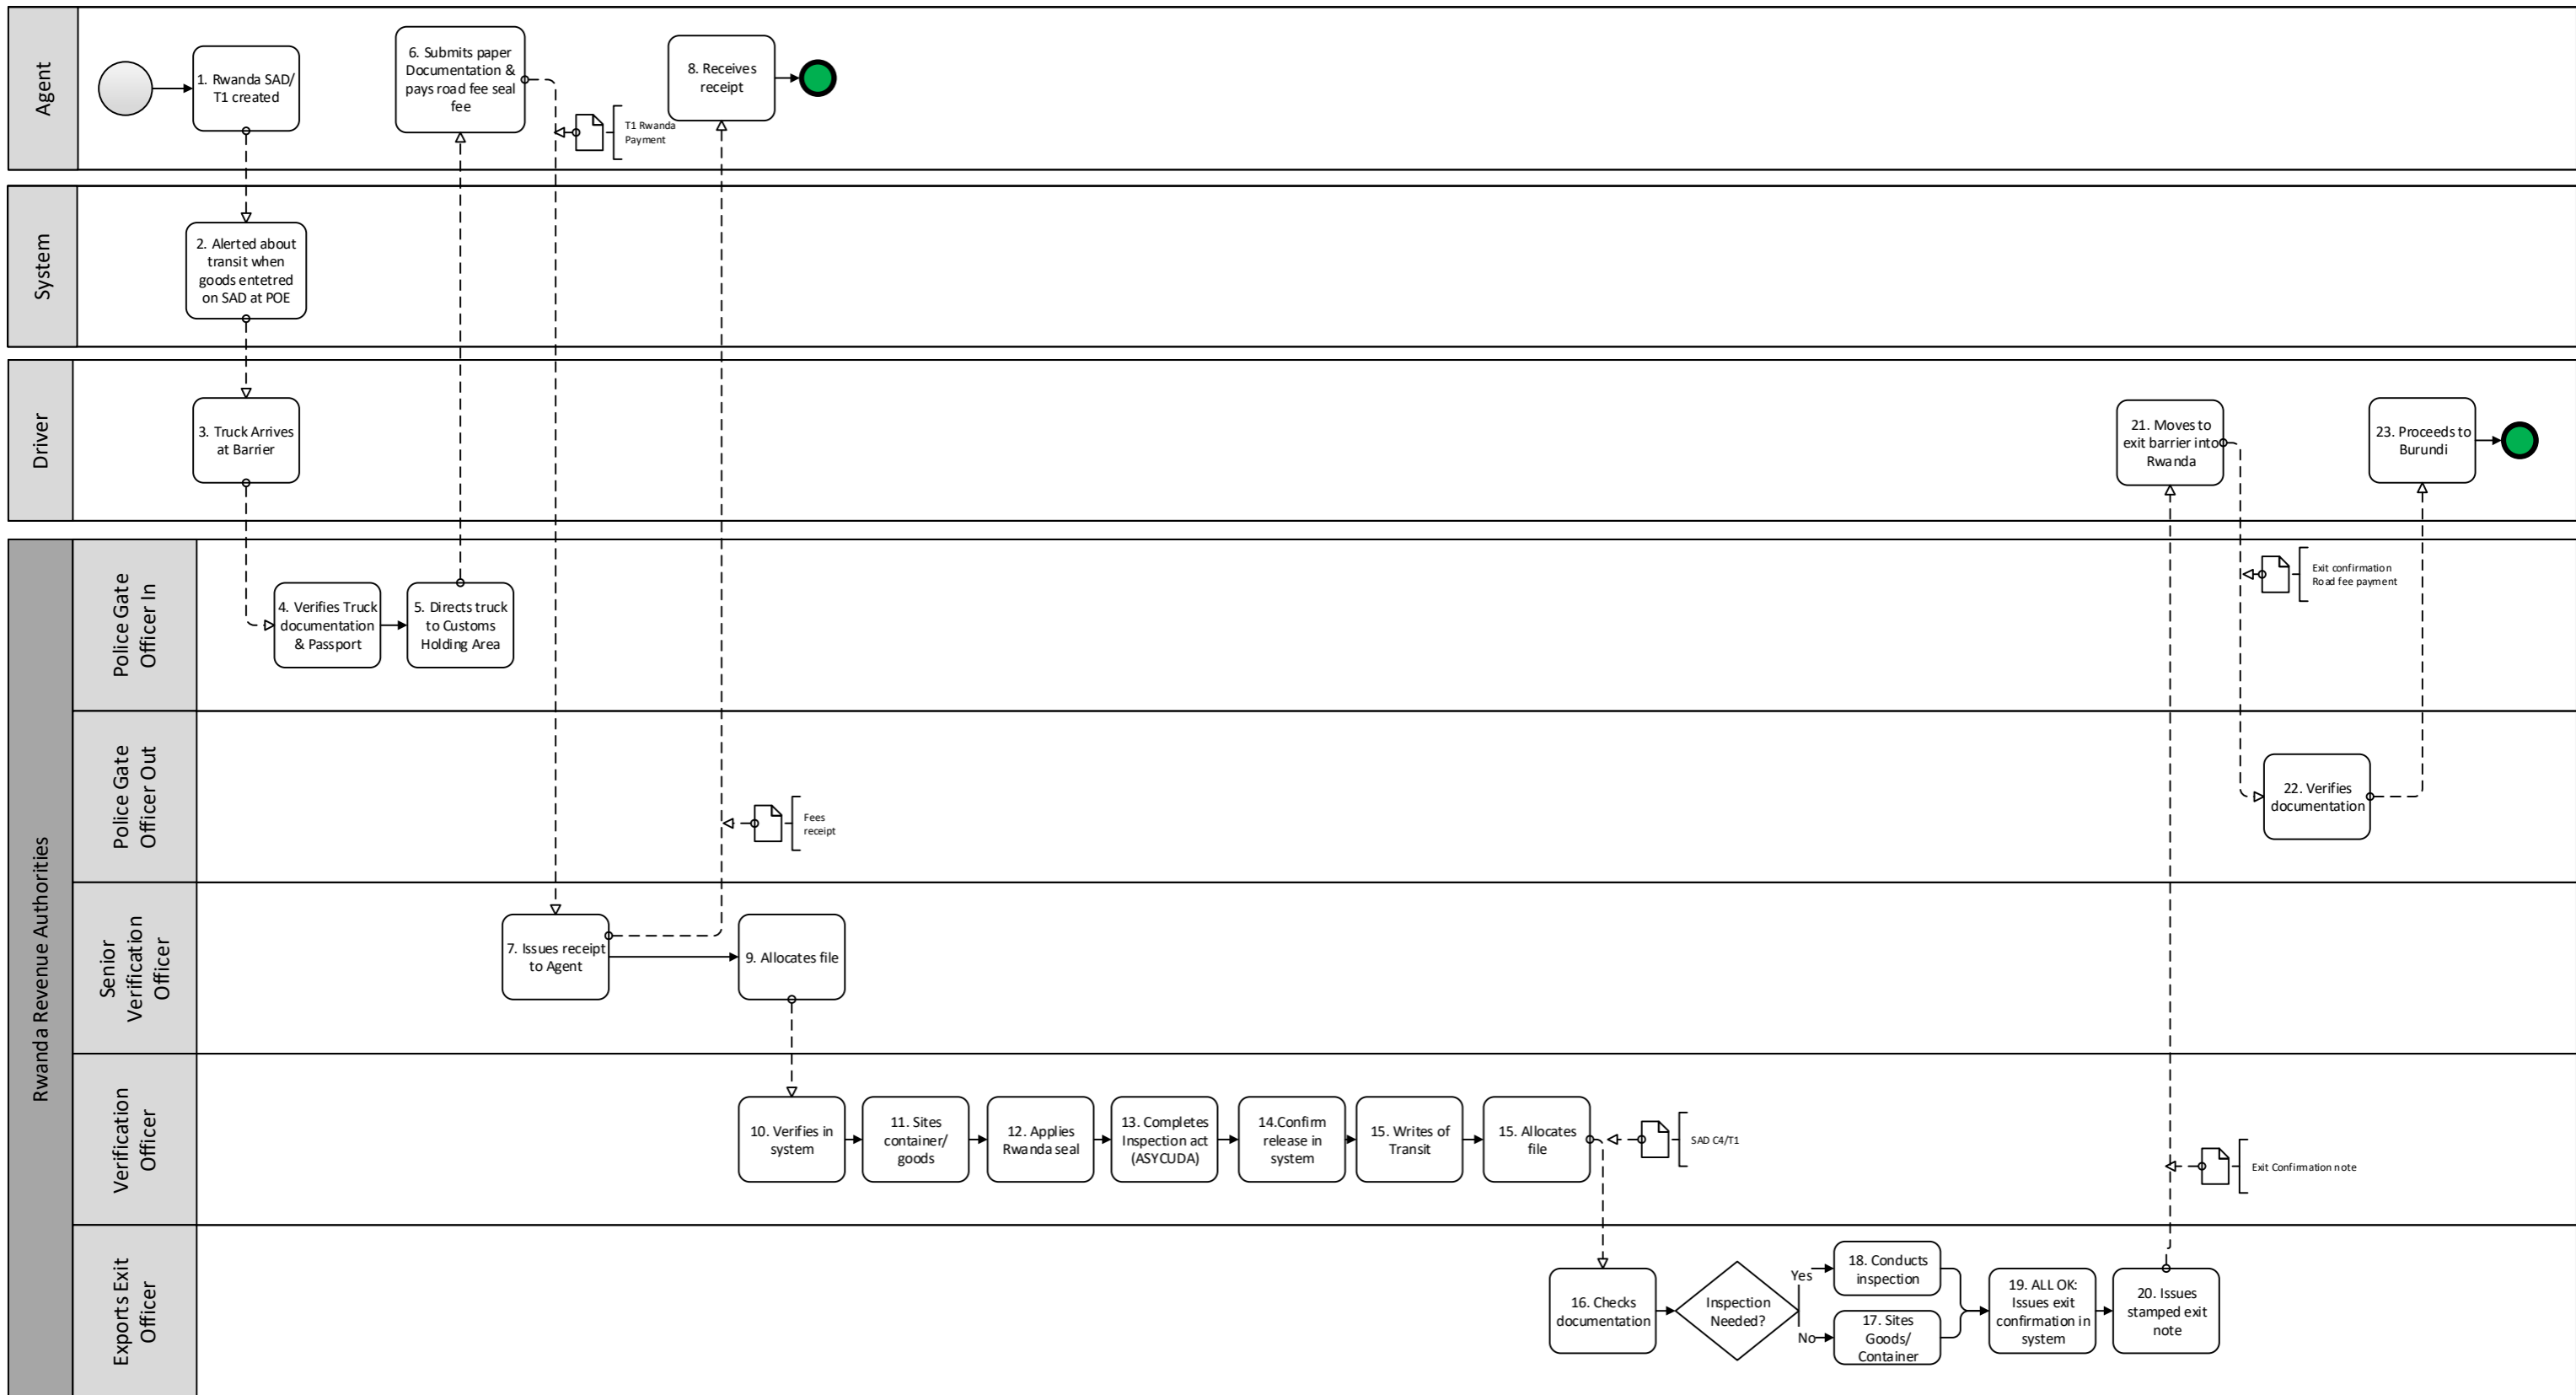 Agent
1. Rwanda SAD/
T1 created
6. Submits paper
Documentation &
pays road fee seal
fee
T1 Rwanda
Payment
8. Receives
receipt
System
2. Alerted about
transit when
goods entetred
on SAD at POE
Driver
3. Truck Arrives
at Barrier
21. Moves to
exit barrier into
Rwanda
23. Proceeds to
Burundi
Rwanda Revenue Authorities
Police Gate
Officer In
4. Verifies Truck
documentation
& Passport
5. Directs truck
to Customs
Holding Area
Exit confirmation
Road fee payment
Police Gate
Officer Out
Fees
receipt
22. Verifies
documentation
Senior
Verification
Officer
7. Issues receipt
to Agent
9. Allocates file
Verification
Officer
10. Verifies in
system
11. Sites
container/
goods
12. Applies
Rwanda seal
13. Completes
Inspection act
(ASYCUDA)
14.Confirm
release in
system
15. Writes of
Transit
15. Allocates
file
SAD C4/T1
Exit Confirmation note
Exports Exit
Officer
16. Checks
documentation
Inspection
Needed?
Yes
No
18. Conducts
inspection
17. Sites
Goods/
Container
19. ALL OK:
Issues exit
confirmation in
system
20. Issues
stamped exit
note